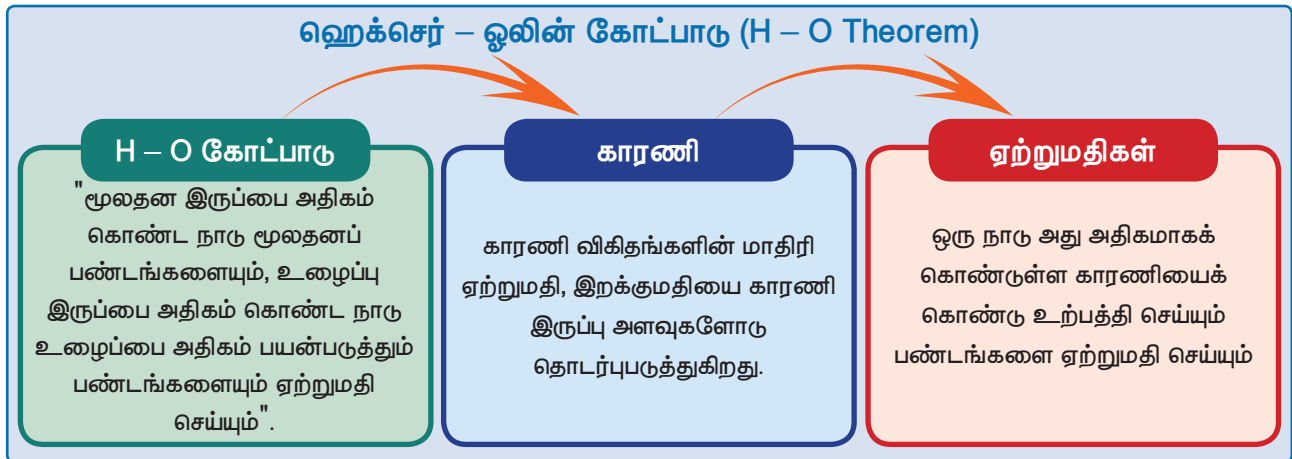 ஹெக்செர் – ஓலின் கோட்பாடு (H – O Theorem)
H – O கோட்பாடு
"மூலதன இருப்பை அதிகம்
கொண்ட நாடு மூலதனப்
பண்டங்களையும், உழைப்பு
இருப்பை அதிகம் கொண்ட நாடு
உழைப்பை அதிகம் பயன்படுத்தும்
பண்டங்களையும் ஏற்றுமதி
செய்யும்".
காரணி
காரணி விகிதங்களின் மாதிரி
ஏற்றுமதி, இறக்குமதியை காரணி
இருப்பு அளவுகளோடு
தொடர்புபடுத்துகிறது.
ஏற்றுமதிகள்
ஒரு நாடு அது அதிகமாகக்
கொண்டுள்ள காரணியைக்
கொண்டு உற்பத்தி செய்யும்
பண்டங்களை ஏற்றுமதி செய்யும்